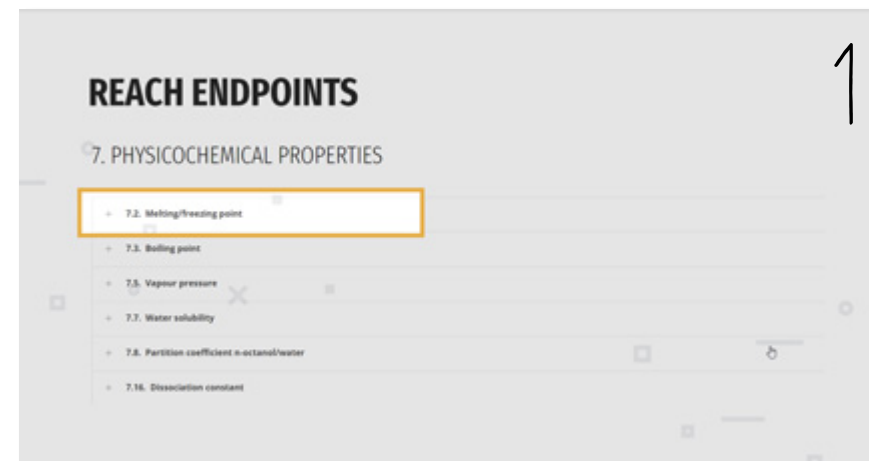 REACH ENDPOINTS
1
7. PHYSICOCHEMICAL PROPERTIES
+ 7.2. Melting/freezing point
+ 7.3. Boiling point
+ 7.5. Vapour pressure
+ 7.7. Water solubility
+ 7.8. Partition coefficient n-octanol/water
+ 7.16. Dissociation constant